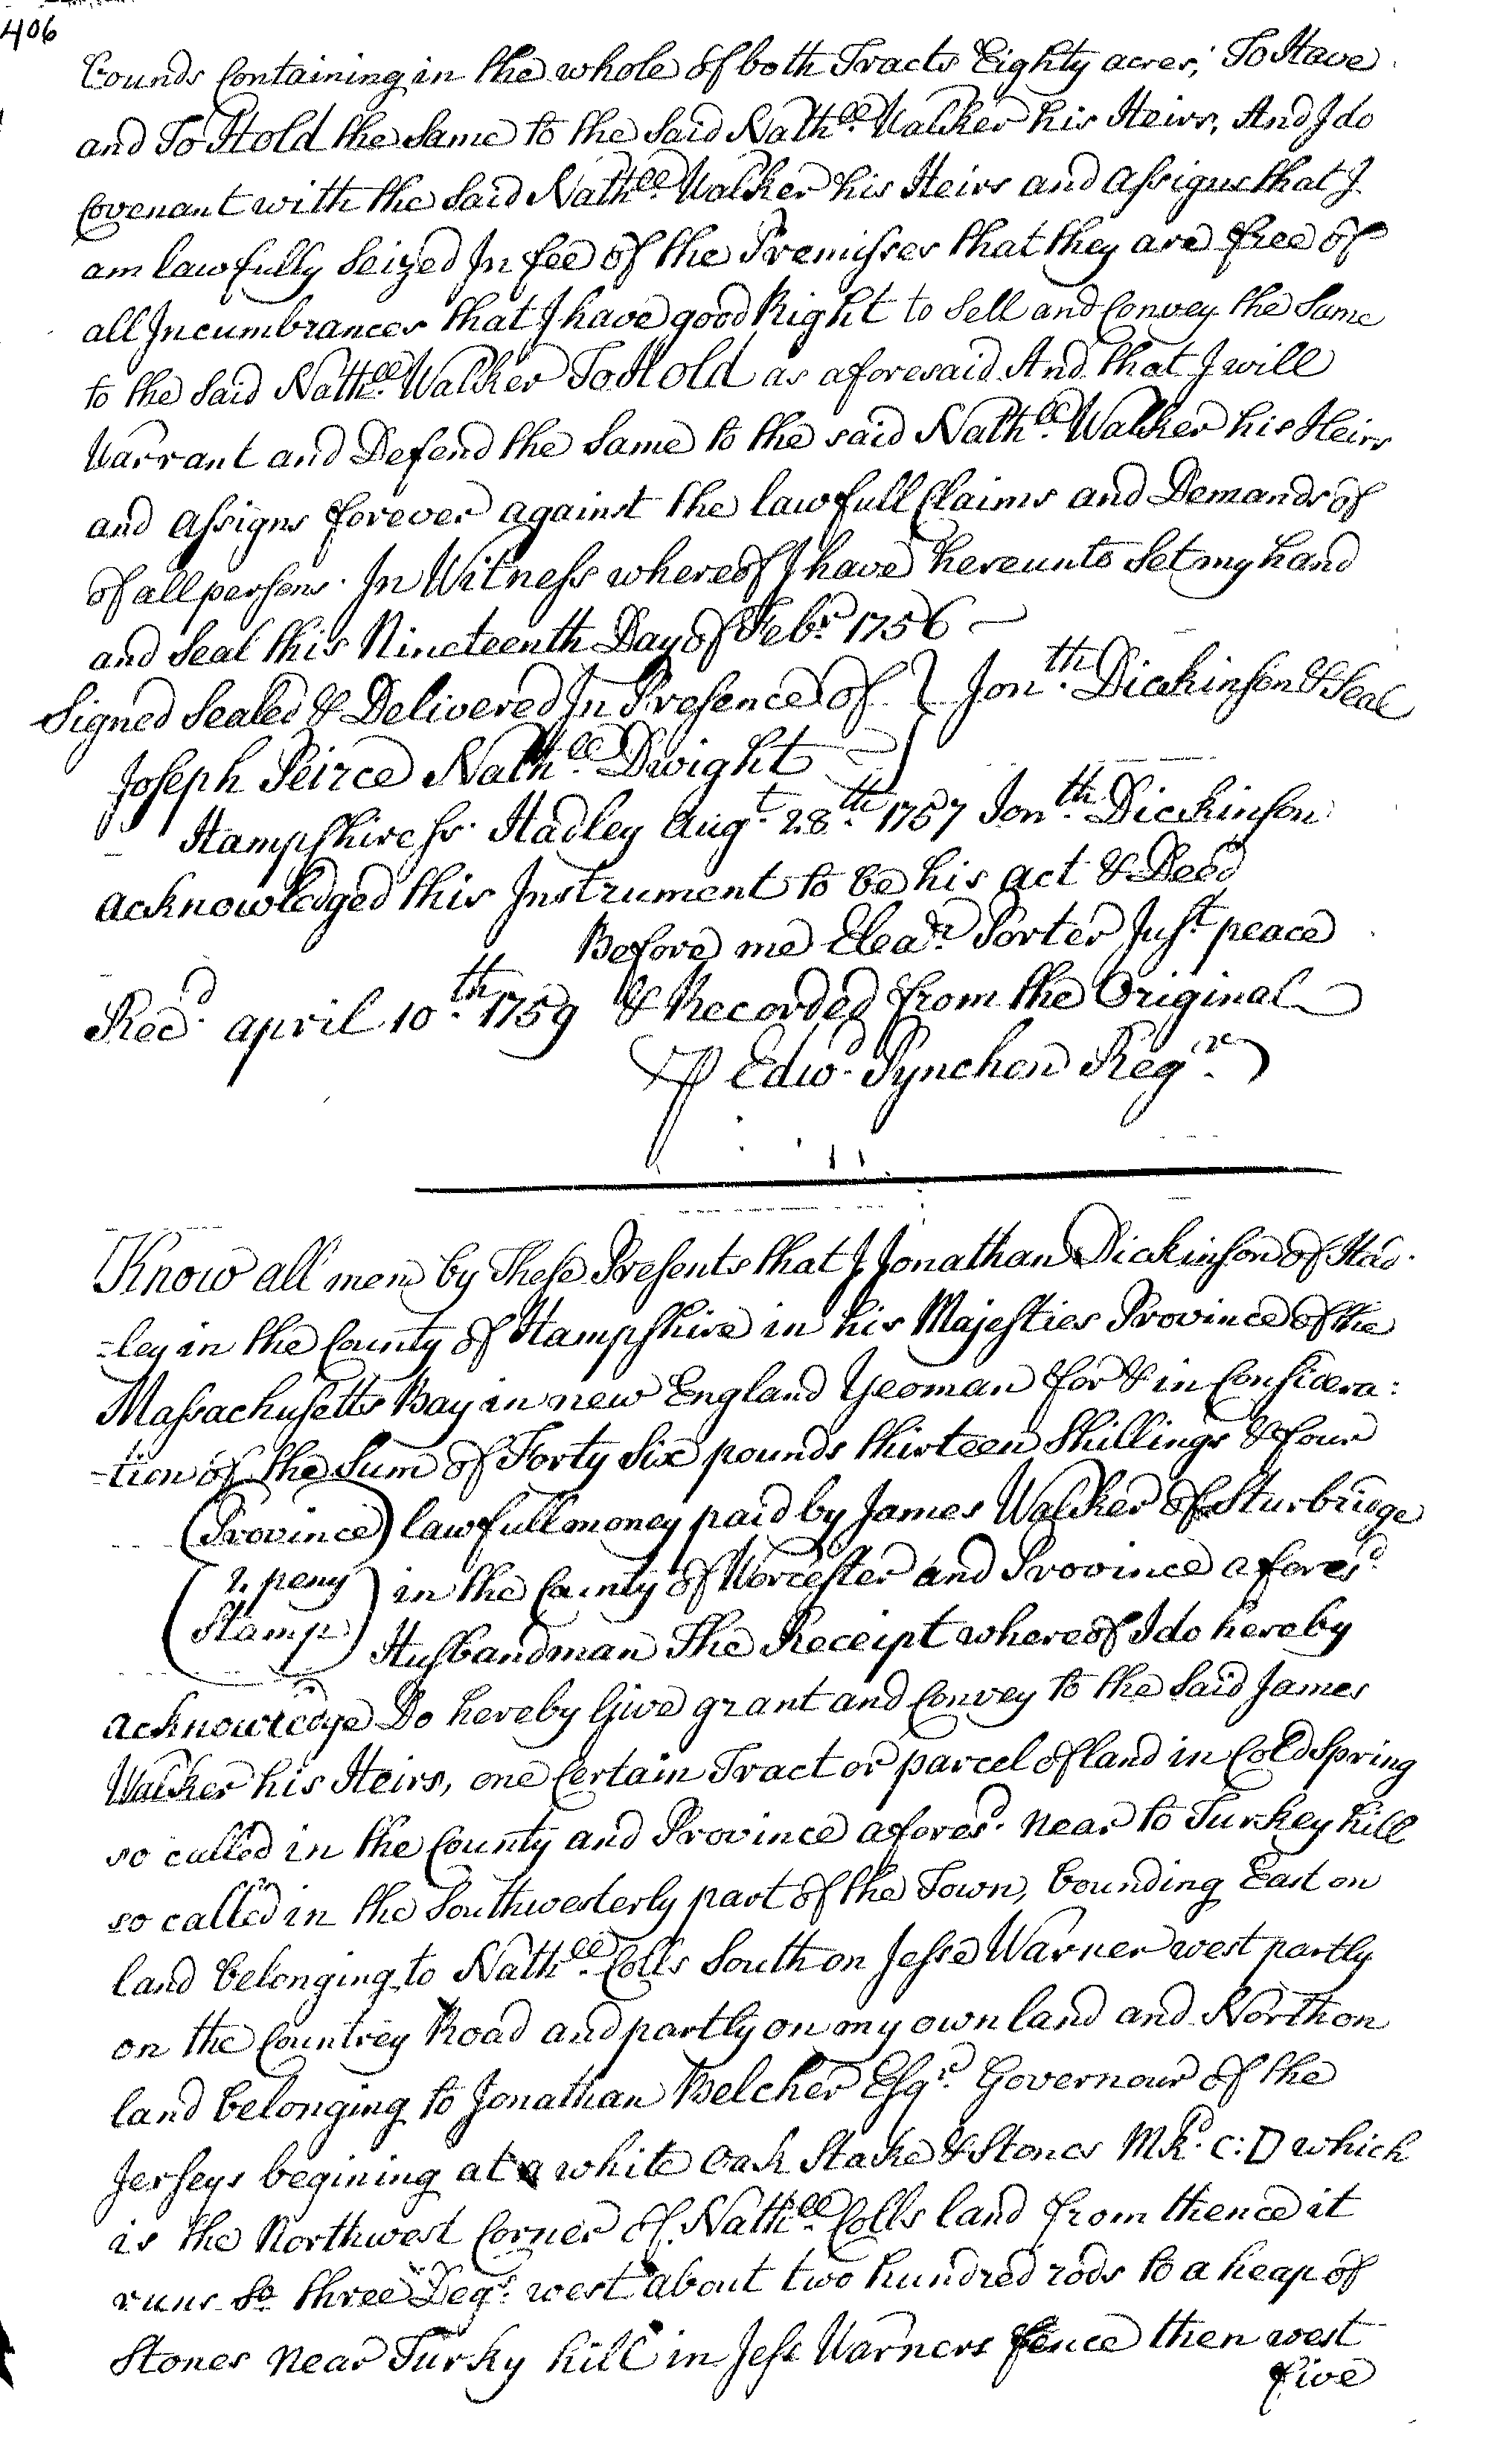 406
bounds Containing in the whole of both Tracts Eighty acres, To Have
and To Hold the Same to the Said Nathll. Walker his Heirs, And I do
Covenant with the Said Nathll. Walker his Heirs and assigns that I
am lawfully Seized In fee of the Premisses that they are free of
all Incumbrances that I have good Right to Sell and Convey the Same
to the Said Nathll. Walker To Hold as aforesaid And that I will
Warrant and Defend the Same to the said Nathll. Walker his Heirs
and assigns forever against the lawfull Claims and Demands of
of all persons. In Witness whereof I have hereunto Set my hand
and Seal this Nineteenth Day of Febr. 1756
Signed Sealed & Delivered In Presence of } Jonth. Dickinson & Seal
Joseph Peirce Nathll. Dwight
Hampshire Ss. Hadley Augt. 28th. 1757 Jonth. Dickinson
acknowledged this Instrument to be his act & Deed
Before me Eleazr. Porter Just. peace
Recd. april 10th. 1759 & Recorded from the Original
P Edwd. Pynchon Regr.
Know all men by These Presents that I Jonathan Dickinson of Had-
-ley in the County of Hampshire in his Majesties Province of the
Massachusetts Bay in new England Yeoman for & in Considera:
-tion of the Sum of Forty Six pounds thirteen Shillings & four
(Province) lawfull money paid by James Walker of Sturbridge
(2. peny) in the County of Worcester and Province aforesd.
(Stamp) Husbandman The Receipt whereof I do hereby
acknowledge Do hereby Give grant and Convey to the Said James
Walker his Heirs, one Certain Tract or parcel of land in Cold Spring
so called in the County and Province aforesd. near to Turkey hill
so called in the Southwesterly part of the Town, bounding East on
land belonging to Nathll. Colls South on Jesse Warner west partly
on the Countrey Road and partly on my own land and North on
land belonging to Jonathan Belcher Esqr. Governour of the
Jerseys begining at a white Oak Stake & Stones Mkd. C:D which
is the Northwest Corner of Nathll. Colls land from thence it
runs So. three Degs. west about two hundred rods to a heap of
Stones near Turky hill in Jess Warners fence then west
five